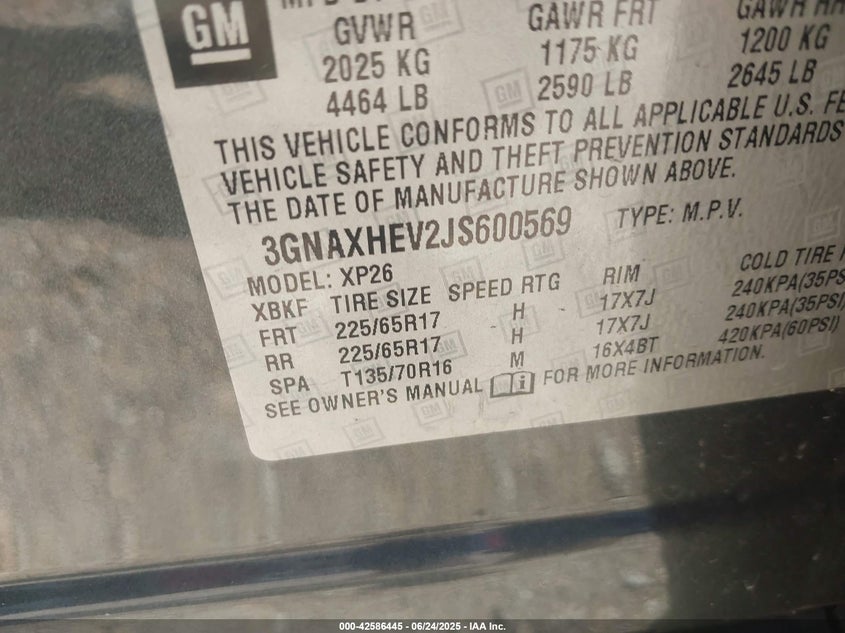 GM
GVWR GAWR FRT GAWR
2025 KG 1175 KG 1200 KG
4464 LB 2590 LB 2645 LB
THIS VEHICLE CONFORMS TO ALL APPLICABLE U.S.
VEHICLE SAFETY AND THEFT PREVENTION STANDARDS
THE DATE OF MANUFACTURE SHOWN ABOVE.
3GNAXHEV2JS600569 TYPE: M.P.V.
MODEL: XP26
XBKF TIRE SIZE SPEED RTG RIM COLD TIRE
FRT 225/65R17 H 17X7J 240KPA(35PS
RR 225/65R17 H 17X7J 240KPA(35PSI)
SPA T135/70R16 M 16X4BT 420KPA(60PSI)
SEE OWNER'S MANUAL FOR MORE INFORMATION.
000-42586445 - 06/24/2025 - IAA Inc.